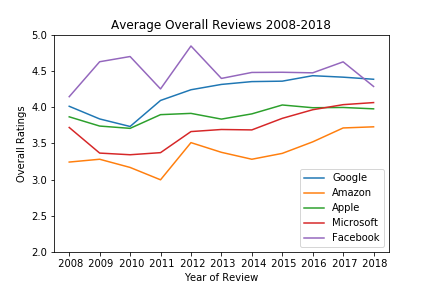 Average Overall Reviews 2008-2018
5.0
4.5
4.0
3.5
3.0
2.5
2.0
Overall Ratings
Google
Amazon
Apple
Microsoft
Facebook
2008 2009 2010 2011 2012 2013 2014 2015 2016 2017 2018
Year of Review